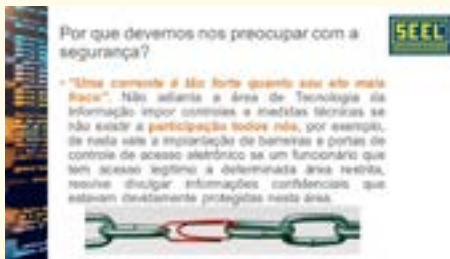 Por que devemos nos preocupar com a
segurança?
SEEL
• "Uma corrente é tão forte quanto seu elo mais
fraco". Não adianta a área de Tecnologia da
Informação impor controles e medidas técnicas se
não existir a participação todos nós, por exemplo,
de nada vale a implantação de barreiras e portas de
controle de acesso eletrônico se um funcionário que
tem acesso legítimo a determinada área restrita,
resolve divulgar informações confidenciais que
estavam devidamente protegidas nesta área.